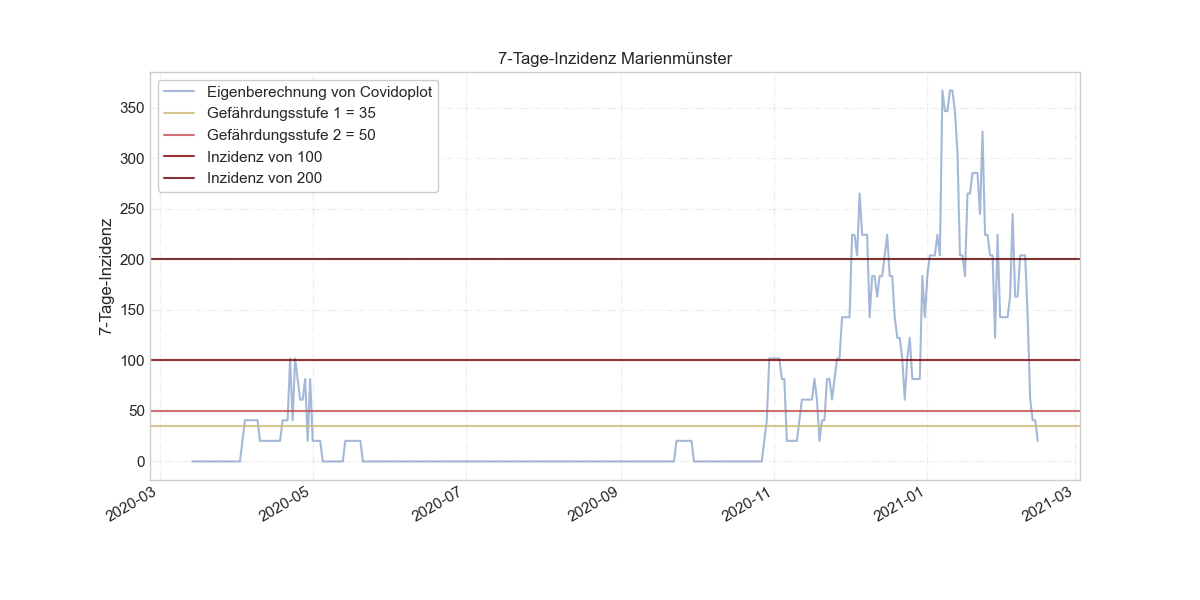 7-Tage-Inzidenz Marienmünster
Eigenberechnung von Covidoplot
Gefährdungsstufe 1 = 35
Gefährdungsstufe 2 = 50
Inzidenz von 100
Inzidenz von 200
7-Tage-Inzidenz
350
300
250
200
150
100
50
0
2020-03
2020-05
2020-07
2020-09
2020-11
2021-01
2021-03